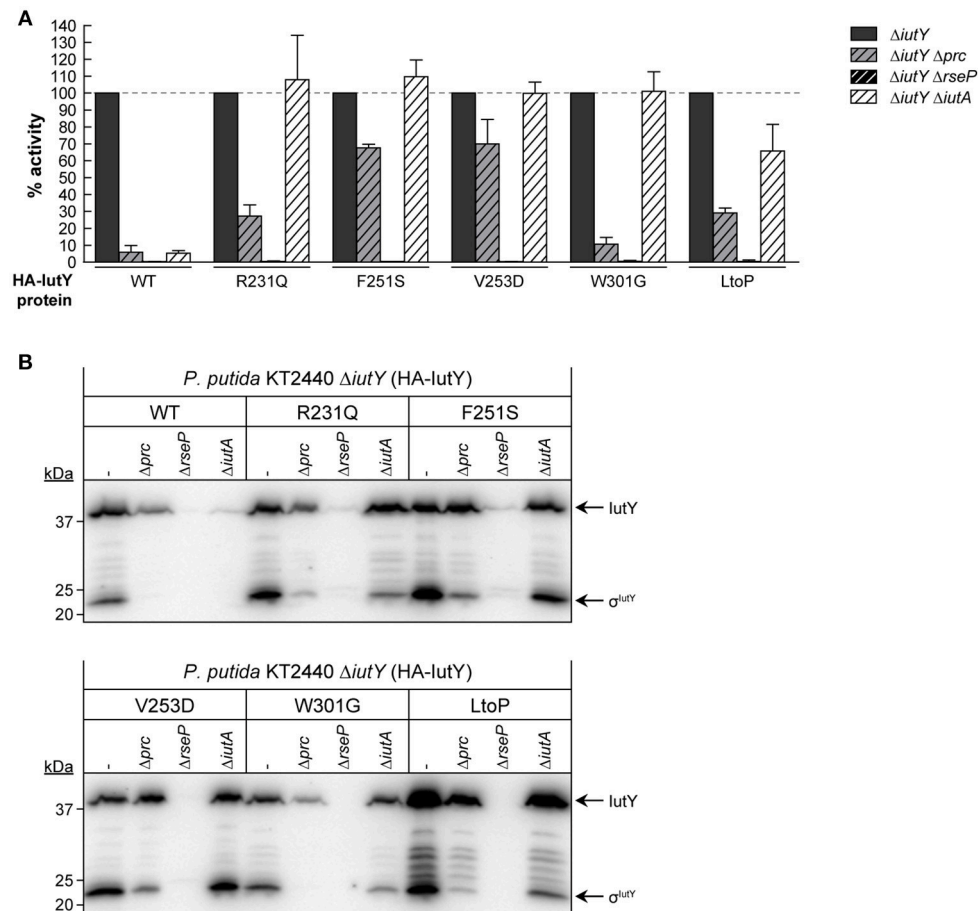 A
140
130
120
110
100
90
80
70
60
50
40
30
20
10
0
% activity
ΔiutY
ΔiutY Δprc
ΔiutY ΔrseP
ΔiutY ΔiutA
HA-IutY protein
WT R231Q F251S V253D W301G LtoP
B
P. putida KT2440 ΔiutY (HA-IutY)
WT R231Q F251S
- Δprc ΔrseP ΔiutA - Δprc ΔrseP ΔiutA - Δprc ΔrseP ΔiutA
kDa
37
25
20
IutY
σIutY
P. putida KT2440 ΔiutY (HA-IutY)
V253D W301G LtoP
- Δprc ΔrseP ΔiutA - Δprc ΔrseP ΔiutA - Δprc ΔrseP ΔiutA
kDa
37
25
20
IutY
σIutY